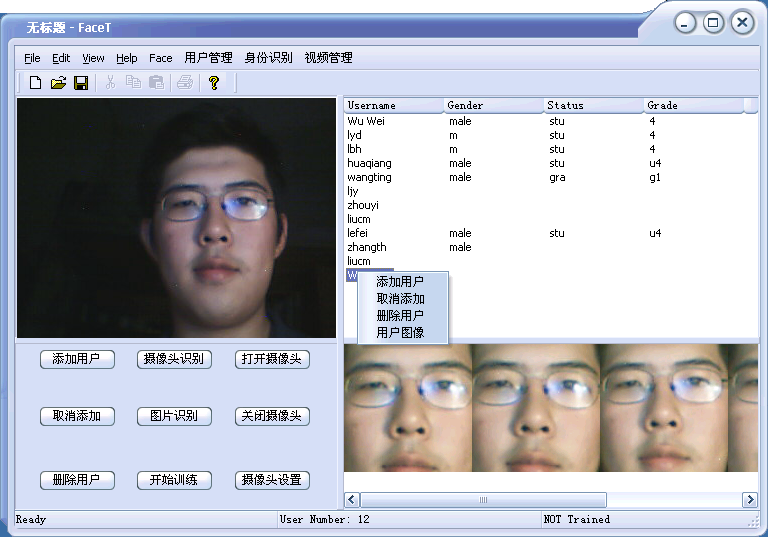 无标题 - FaceT
File Edit View Help Face 用户管理 身份识别 视频管理
Username Gender Status Grade
Wu Wei male stu 4
lyd m stu 4
lbh m stu 4
huaqiang male stu u4
wangting male gra g1
ljy
zhouyi
liucm
lefei male stu u4
zhangth male
liucm
添加用户
取消添加
删除用户
用户图像
添加用户 摄像头识别 打开摄像头
取消添加 图片识别 关闭摄像头
删除用户 开始训练 摄像头设置
Ready User Number: 12 NOT Trained